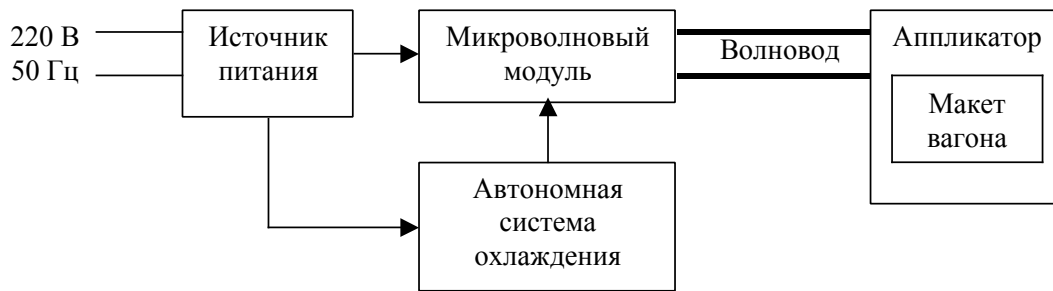 220 В
50 Гц
Источник
питания
Микроволновый
модуль
Волновод
Аппликатор
Макет
вагона
Автономная
система
охлаждения